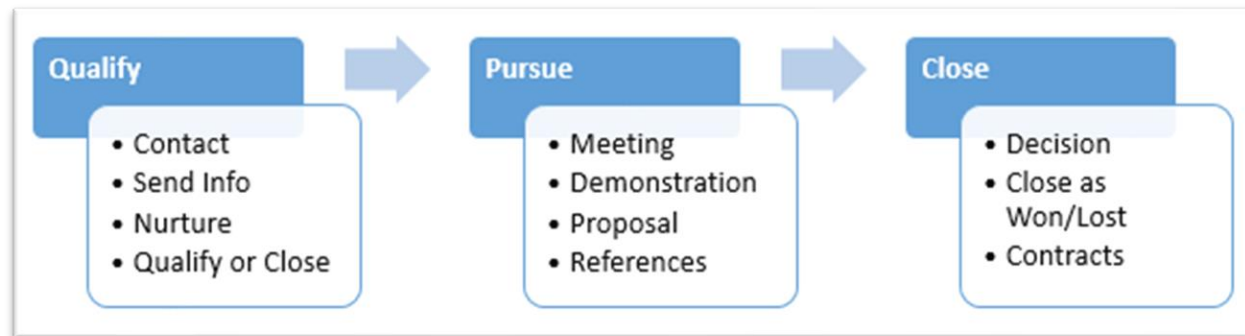 Qualify
• Contact
• Send Info
• Nurture
• Qualify or Close
Pursue
• Meeting
• Demonstration
• Proposal
• References
Close
• Decision
• Close as
Won/Lost
• Contracts